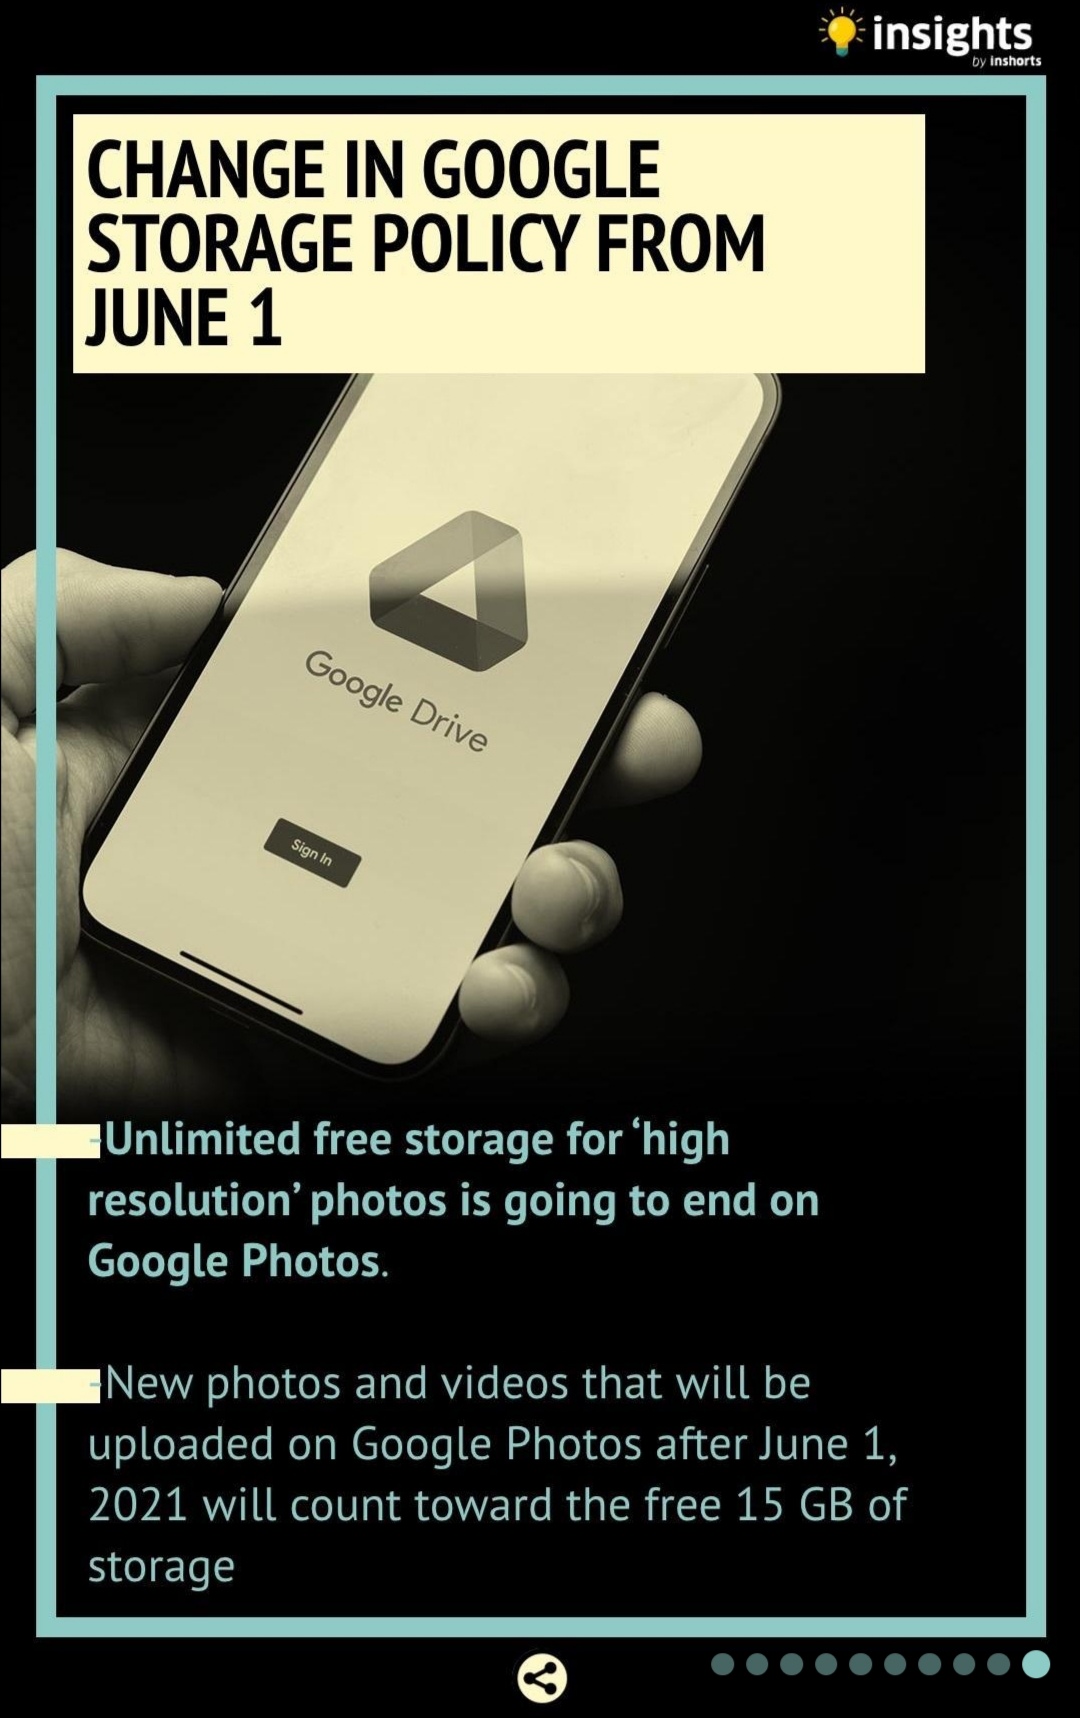 insights
by inshorts
CHANGE IN GOOGLE
STORAGE POLICY FROM
JUNE 1
Google Drive
Sign In
-Unlimited free storage for ‘high
resolution’ photos is going to end on
Google Photos.
-New photos and videos that will be
uploaded on Google Photos after June 1,
2021 will count toward the free 15 GB of
storage